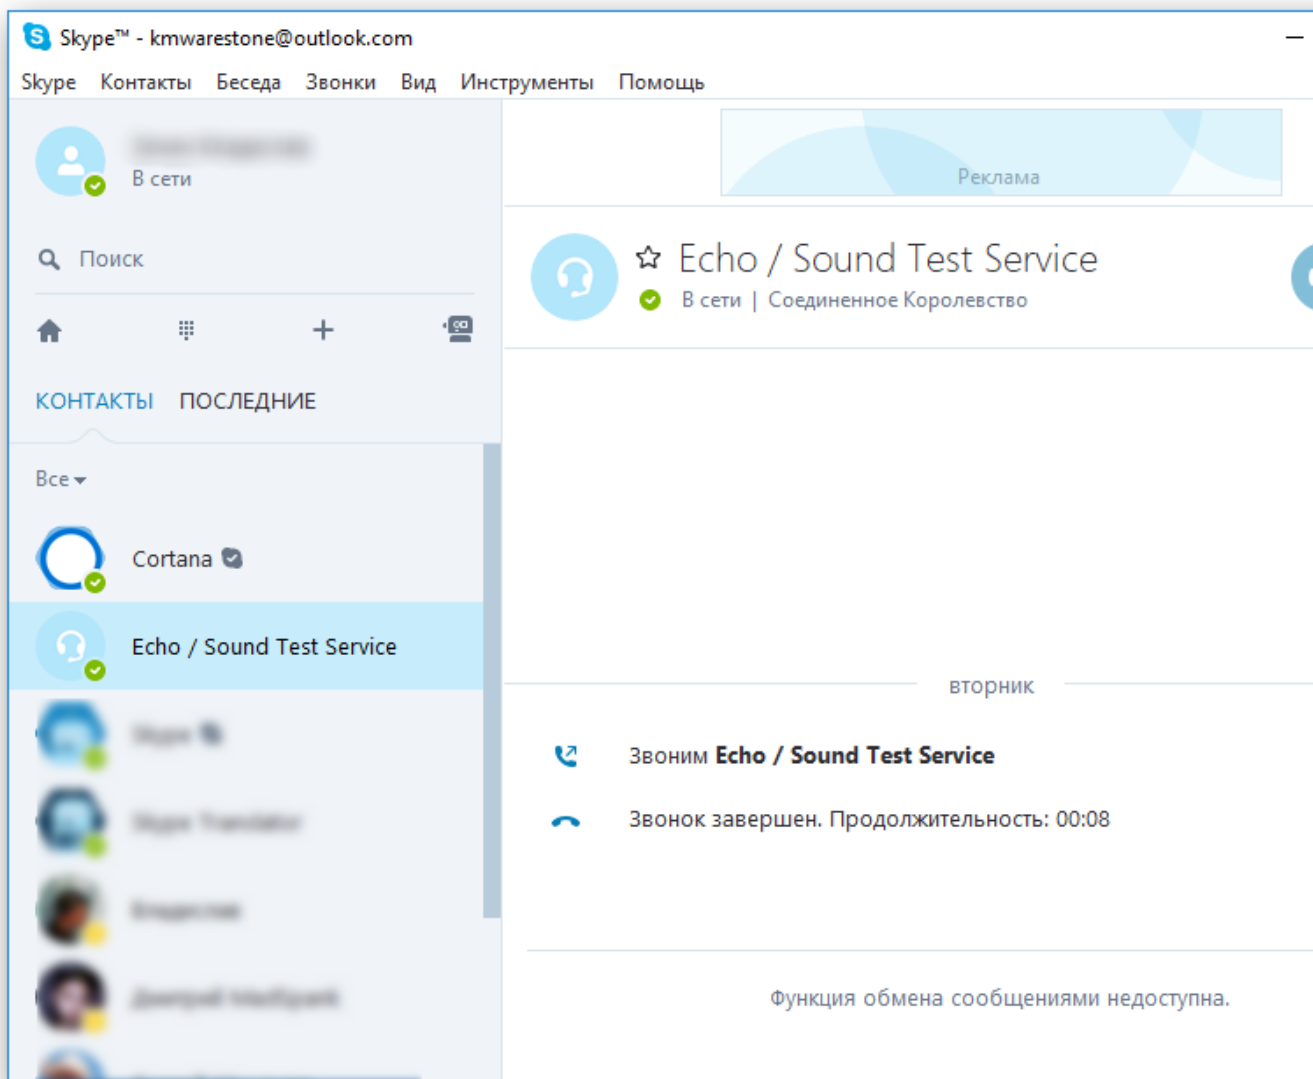 Skype™ - kmwarestone@outlook.com
Skype Контакты Беседа Звонки Вид Инструменты Помощь
В сети
Поиск
КОНТАКТЫ ПОСЛЕДНИЕ
Все
Cortana
Echo / Sound Test Service
Реклама
Echo / Sound Test Service
В сети | Соединенное Королевство
вторник
Звоним Echo / Sound Test Service
Звонок завершен. Продолжительность: 00:08
Функция обмена сообщениями недоступна.